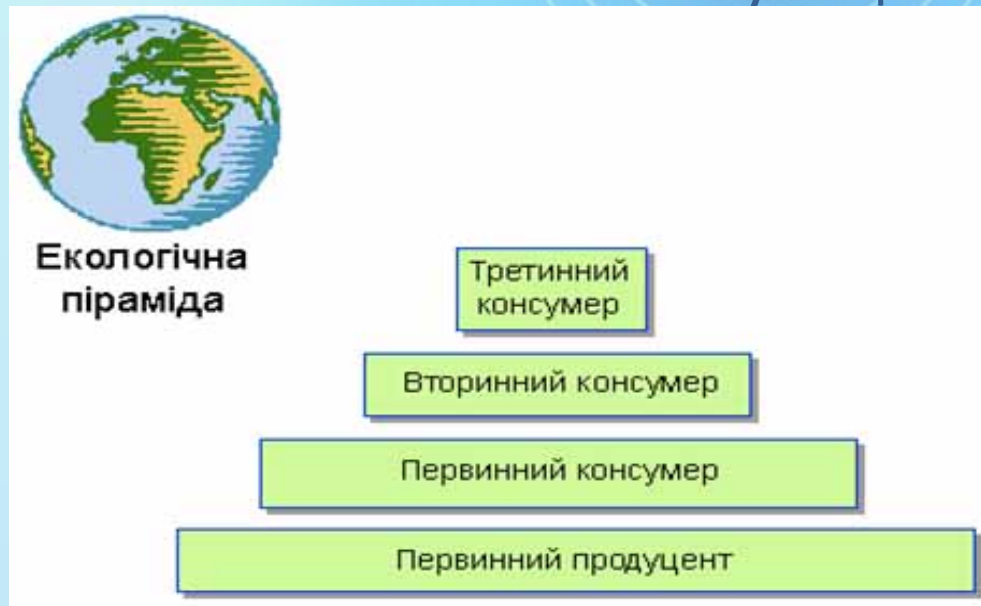 Екологічна
піраміда
Третинний
консумер
Вторинний консумер
Первинний консумер
Первинний продуцент